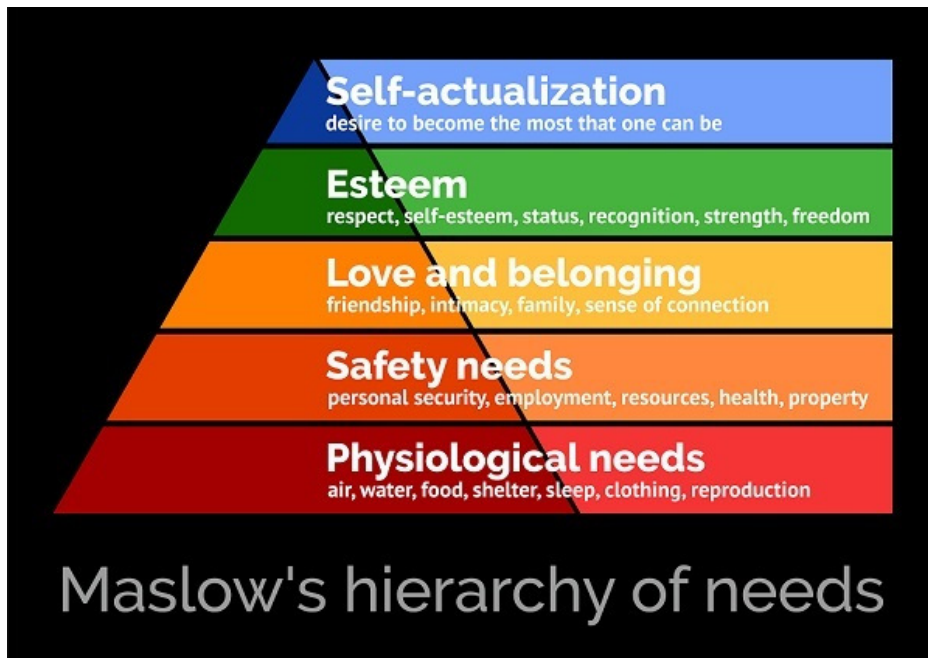 Self-actualization
desire to become the most that one can be
Esteem
respect, self-esteem, status, recognition, strength, freedom
Love and belonging
friendship, intimacy, family, sense of connection
Safety needs
personal security, employment, resources, health, property
Physiological needs
air, water, food, shelter, sleep, clothing, reproduction
Maslow's hierarchy of needs